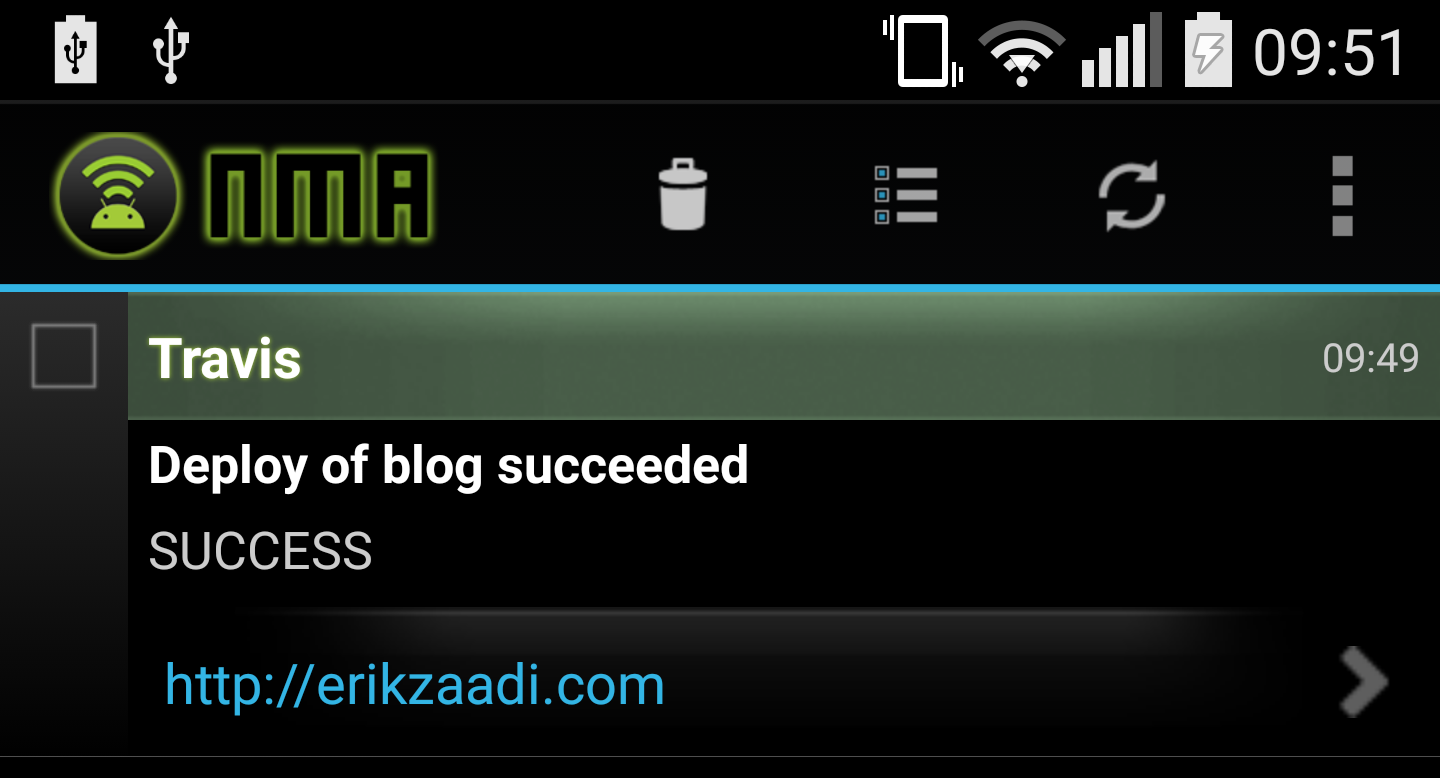 09:51
NMA
Travis 09:49
Deploy of blog succeeded
SUCCESS
http://erikzaadi.com